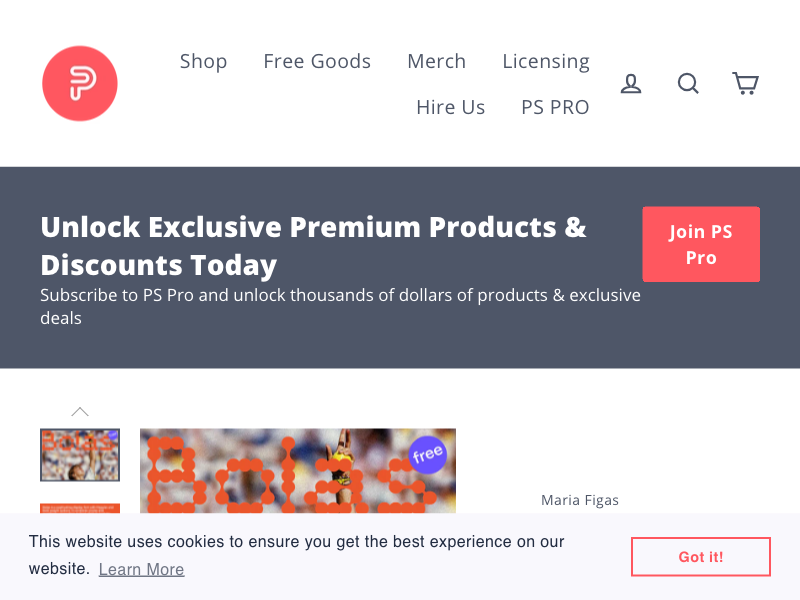 Shop Free Goods Merch Licensing
Hire Us PS PRO
Unlock Exclusive Premium Products &
Discounts Today
Subscribe to PS Pro and unlock thousands of dollars of products & exclusive
deals
Join PS
Pro
Bolas
Bolas
free
Maria Figas
This website uses cookies to ensure you get the best experience on our
website. Learn More
Got it!